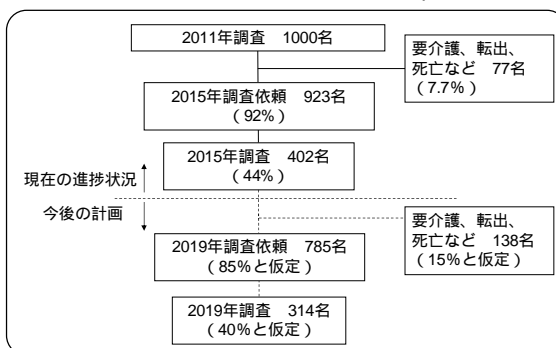 2011年調査　1000名
要介護、転出、
死亡など　77名
（7.7%）
2015年調査依頼　923名
（92%）
2015年調査　402名
（44%）
現在の進捗状況
今後の計画
要介護、転出、
死亡など　138名
（15%と仮定）
2019年調査依頼　785名
（85%と仮定）
2019年調査　314名
（40%と仮定）